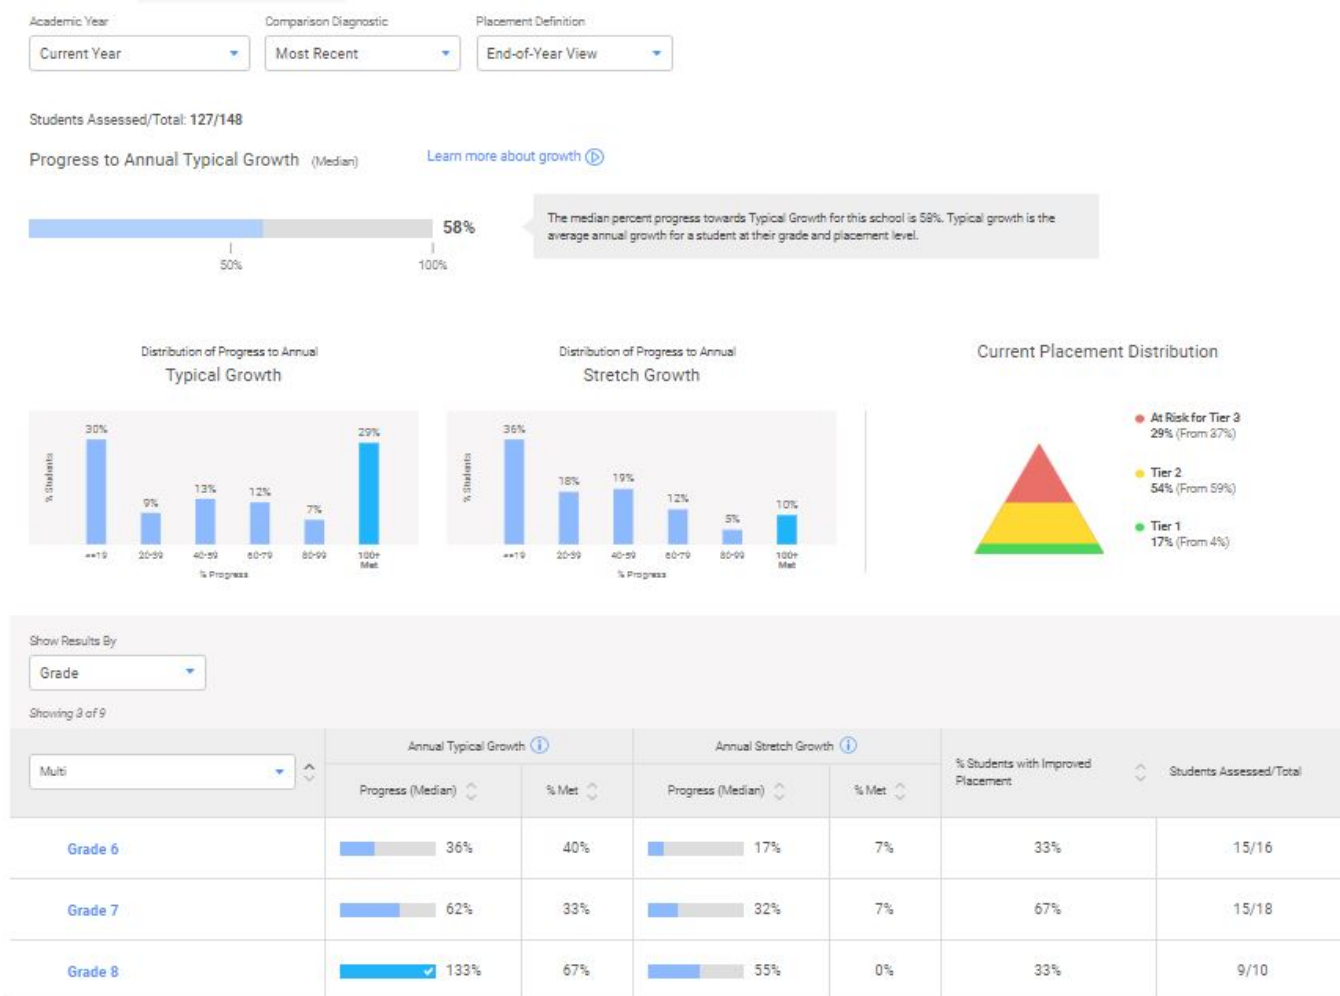 Academic Year Comparison Diagnostic Placement Definition
Current Year Most Recent End-of-Year View
Students Assessed/Total: 127/148
Progress to Annual Typical Growth (Median) Learn more about growth
58%
The median percent progress towards Typical Growth for this school is 58%. Typical growth is the
average annual growth for a student at their grade and placement level.
50% 100%
Distribution of Progress to Annual
Typical Growth
% Students
30% 9% 13% 12% 7% 29%
20-39 40-59 60-79 80-99 100+
Met
% Progress
Distribution of Progress to Annual
Stretch Growth
% Students
36% 18% 19% 12% 5% 10%
20-39 40-59 60-79 80-99 100+
Met
% Progress
Current Placement Distribution
At Risk for Tier 3
29% (From 37%)
Tier 2
54% (From 59%)
Tier 1
17% (From 4%)
Show Results By
Grade
Showing 3 of 9
Multi
Annual Typical Growth Annual Stretch Growth
% Students with Improved
Placement
Students Assessed/Total
Progress (Median) % Met Progress (Median) % Met
Grade 6 36% 40% 17% 7% 33% 15/16
Grade 7 62% 33% 32% 7% 67% 15/18
Grade 8 133% 67% 55% 0% 33% 9/10